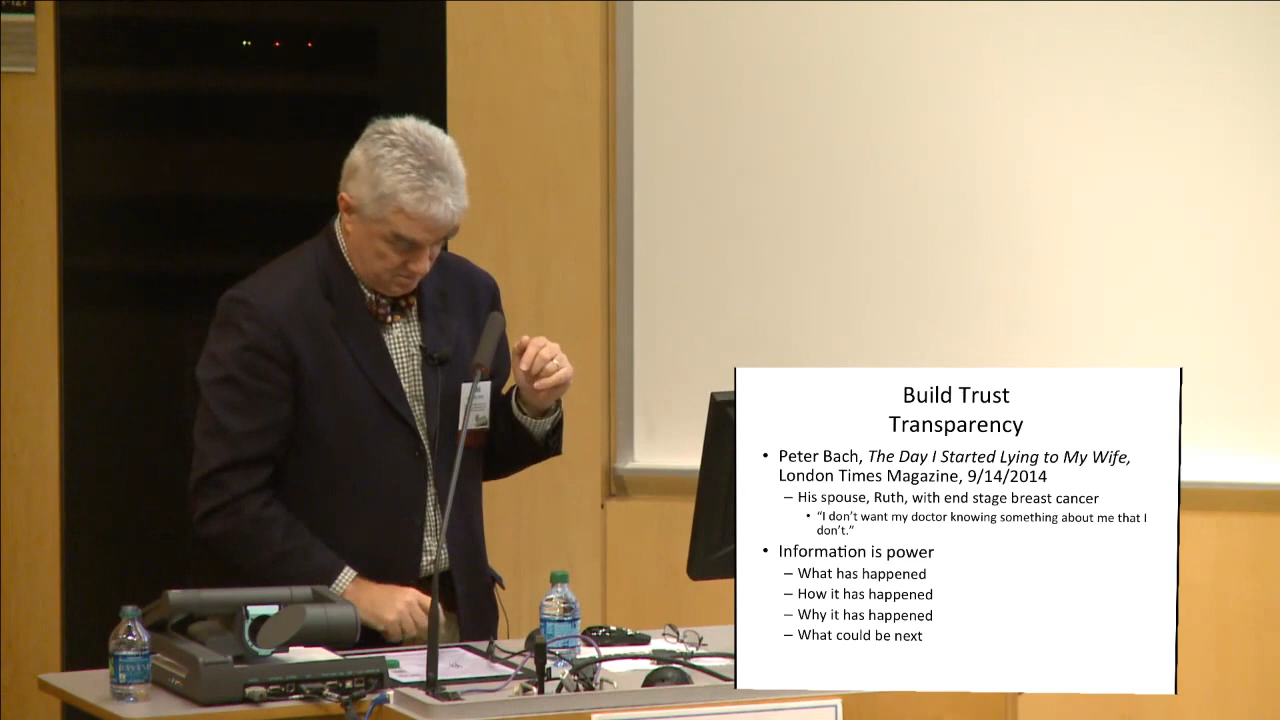 Build Trust
Transparency
• Peter Bach, The Day I Started Lying to My Wife,
London Times Magazine, 9/14/2014
– His spouse, Ruth, with end stage breast cancer
• “I don’t want my doctor knowing something about me that I
don’t.”
• Information is power
– What has happened
– How it has happened
– Why it has happened
– What could be next